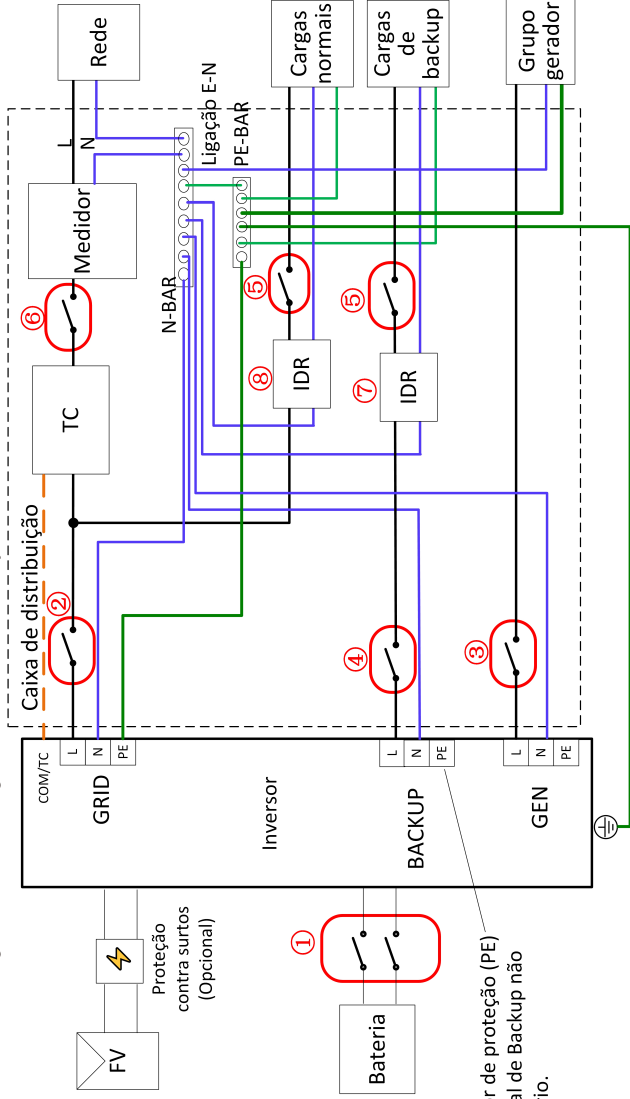 Rede
Cargas
normais
Cargas
de
backup
Grupo
gerador
L
N
Ligação E-N
PE-BAR
Medidor
N-BAR
⑥
⑤
⑤
TC
IDR
⑧
IDR
⑦
Caixa de distribuição
②
④
③
COM/TC
L
N
PE
GRID
Inversor
L
N
PE
BACKUP
L
N
PE
GEN
Proteção
contra surtos
(Opcional)
FV
①
Bateria
de proteção (PE)
de Backup não